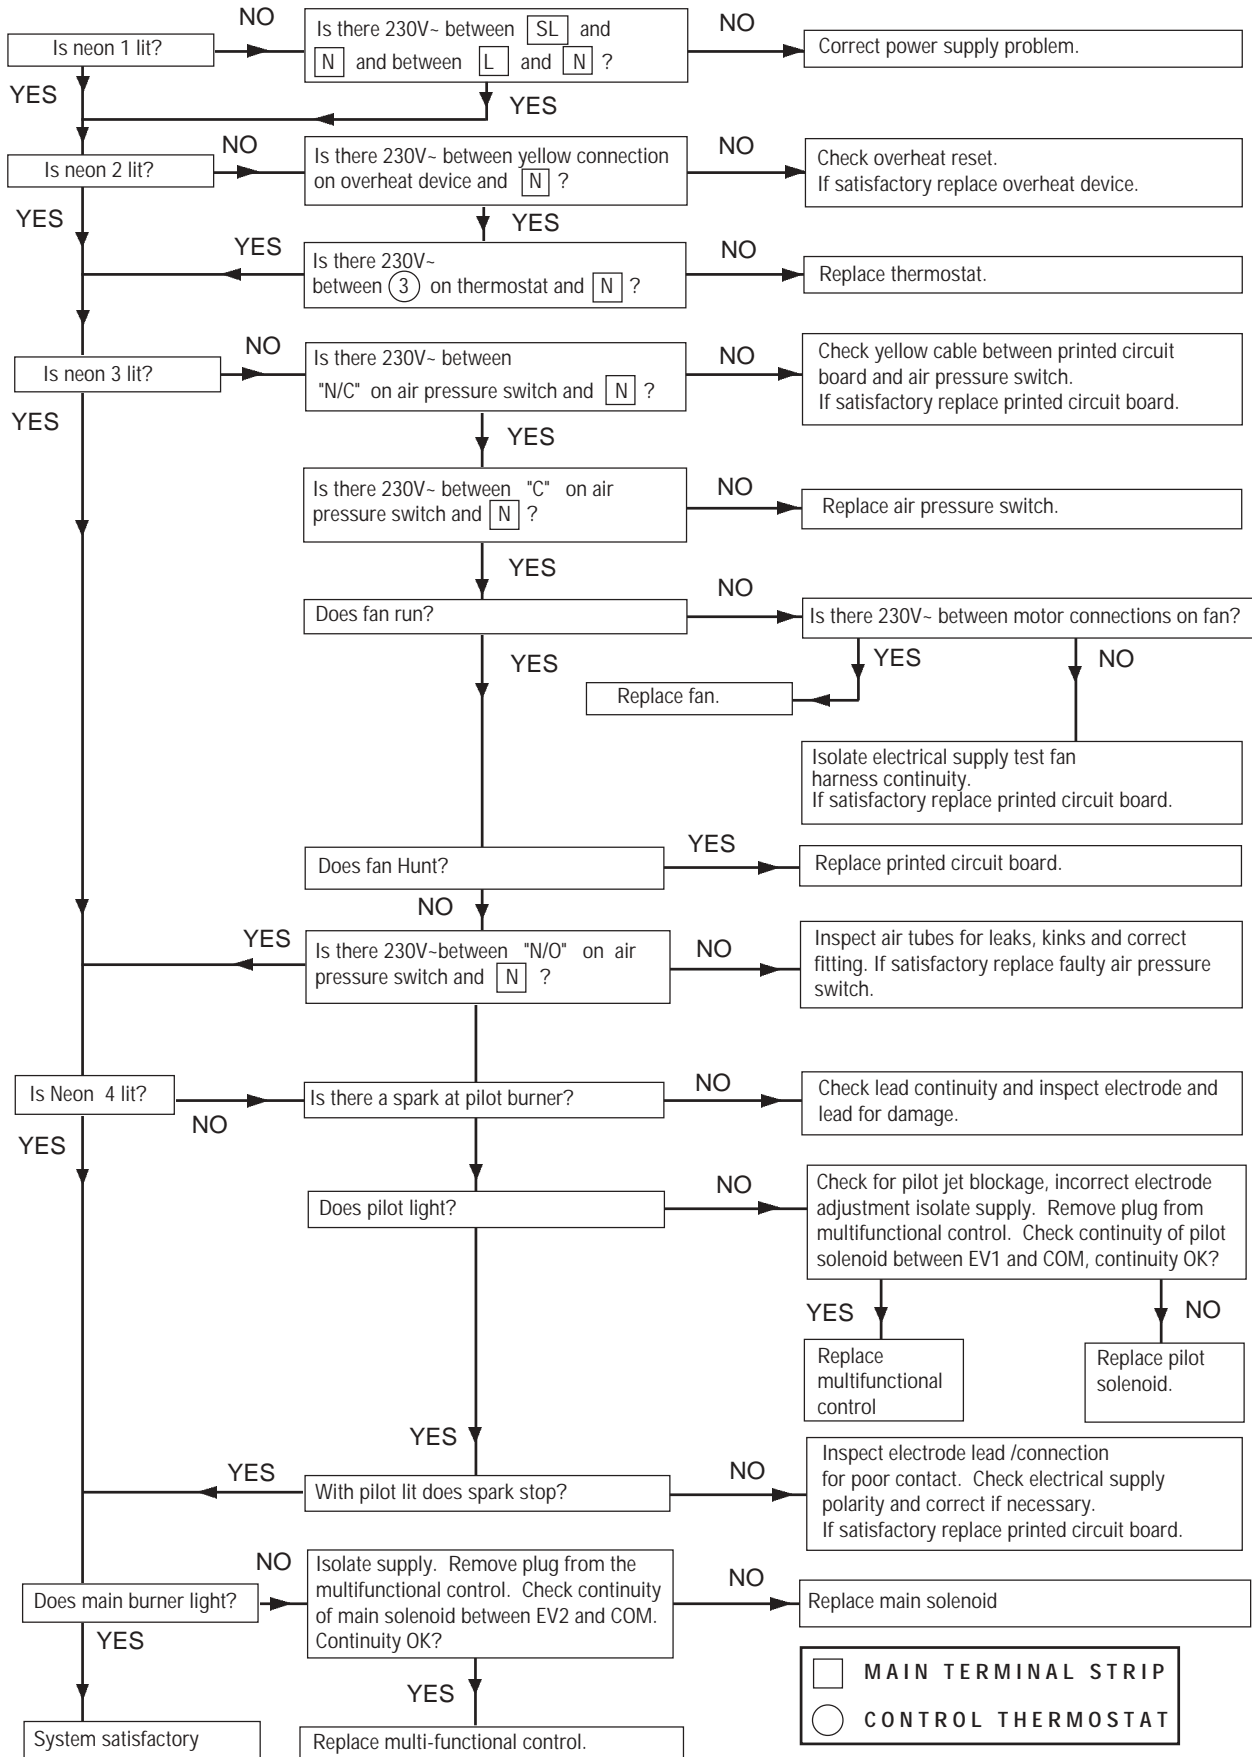 Is neon 1 lit?
NO
Is there 230V~ between SL and
N and between L and N ?
NO
Correct power supply problem.
YES
YES
Is neon 2 lit?
NO
Is there 230V~ between yellow connection
on overheat device and N ?
NO
Check overheat reset.
If satisfactory replace overheat device.
YES
YES
YES
Is there 230V~
between 3 on thermostat and N ?
NO
Replace thermostat.
Is neon 3 lit?
NO
Is there 230V~ between
"N/C" on air pressure switch and N ?
NO
Check yellow cable between printed circuit
board and air pressure switch.
If satisfactory replace printed circuit board.
YES
YES
Is there 230V~ between "C" on air
pressure switch and N ?
NO
Replace air pressure switch.
YES
Does fan run?
NO
Is there 230V~ between motor connections on fan?
YES
YES
NO
Replace fan.
Isolate electrical supply test fan
harness continuity.
If satisfactory replace printed circuit board.
Does fan Hunt?
YES
Replace printed circuit board.
NO
YES
Is there 230V~between "N/O" on air
pressure switch and N ?
NO
Inspect air tubes for leaks, kinks and correct
fitting. If satisfactory replace faulty air pressure
switch.
Is Neon 4 lit?
NO
Is there a spark at pilot burner?
NO
Check lead continuity and inspect electrode and
lead for damage.
YES
Does pilot light?
NO
Check for pilot jet blockage, incorrect electrode
adjustment isolate supply. Remove plug from
multifunctional control. Check continuity of pilot
solenoid between EV1 and COM, continuity OK?
YES
NO
Replace
multifunctional
control
Replace pilot
solenoid.
YES
YES
With pilot lit does spark stop?
NO
Inspect electrode lead /connection
for poor contact. Check electrical supply
polarity and correct if necessary.
If satisfactory replace printed circuit board.
Does main burner light?
NO
Isolate supply. Remove plug from the
multifunctional control. Check continuity
of main solenoid between EV2 and COM.
Continuity OK?
NO
Replace main solenoid
YES
YES
MAIN TERMINAL STRIP
CONTROL THERMOSTAT
System satisfactory
Replace multi-functional control.